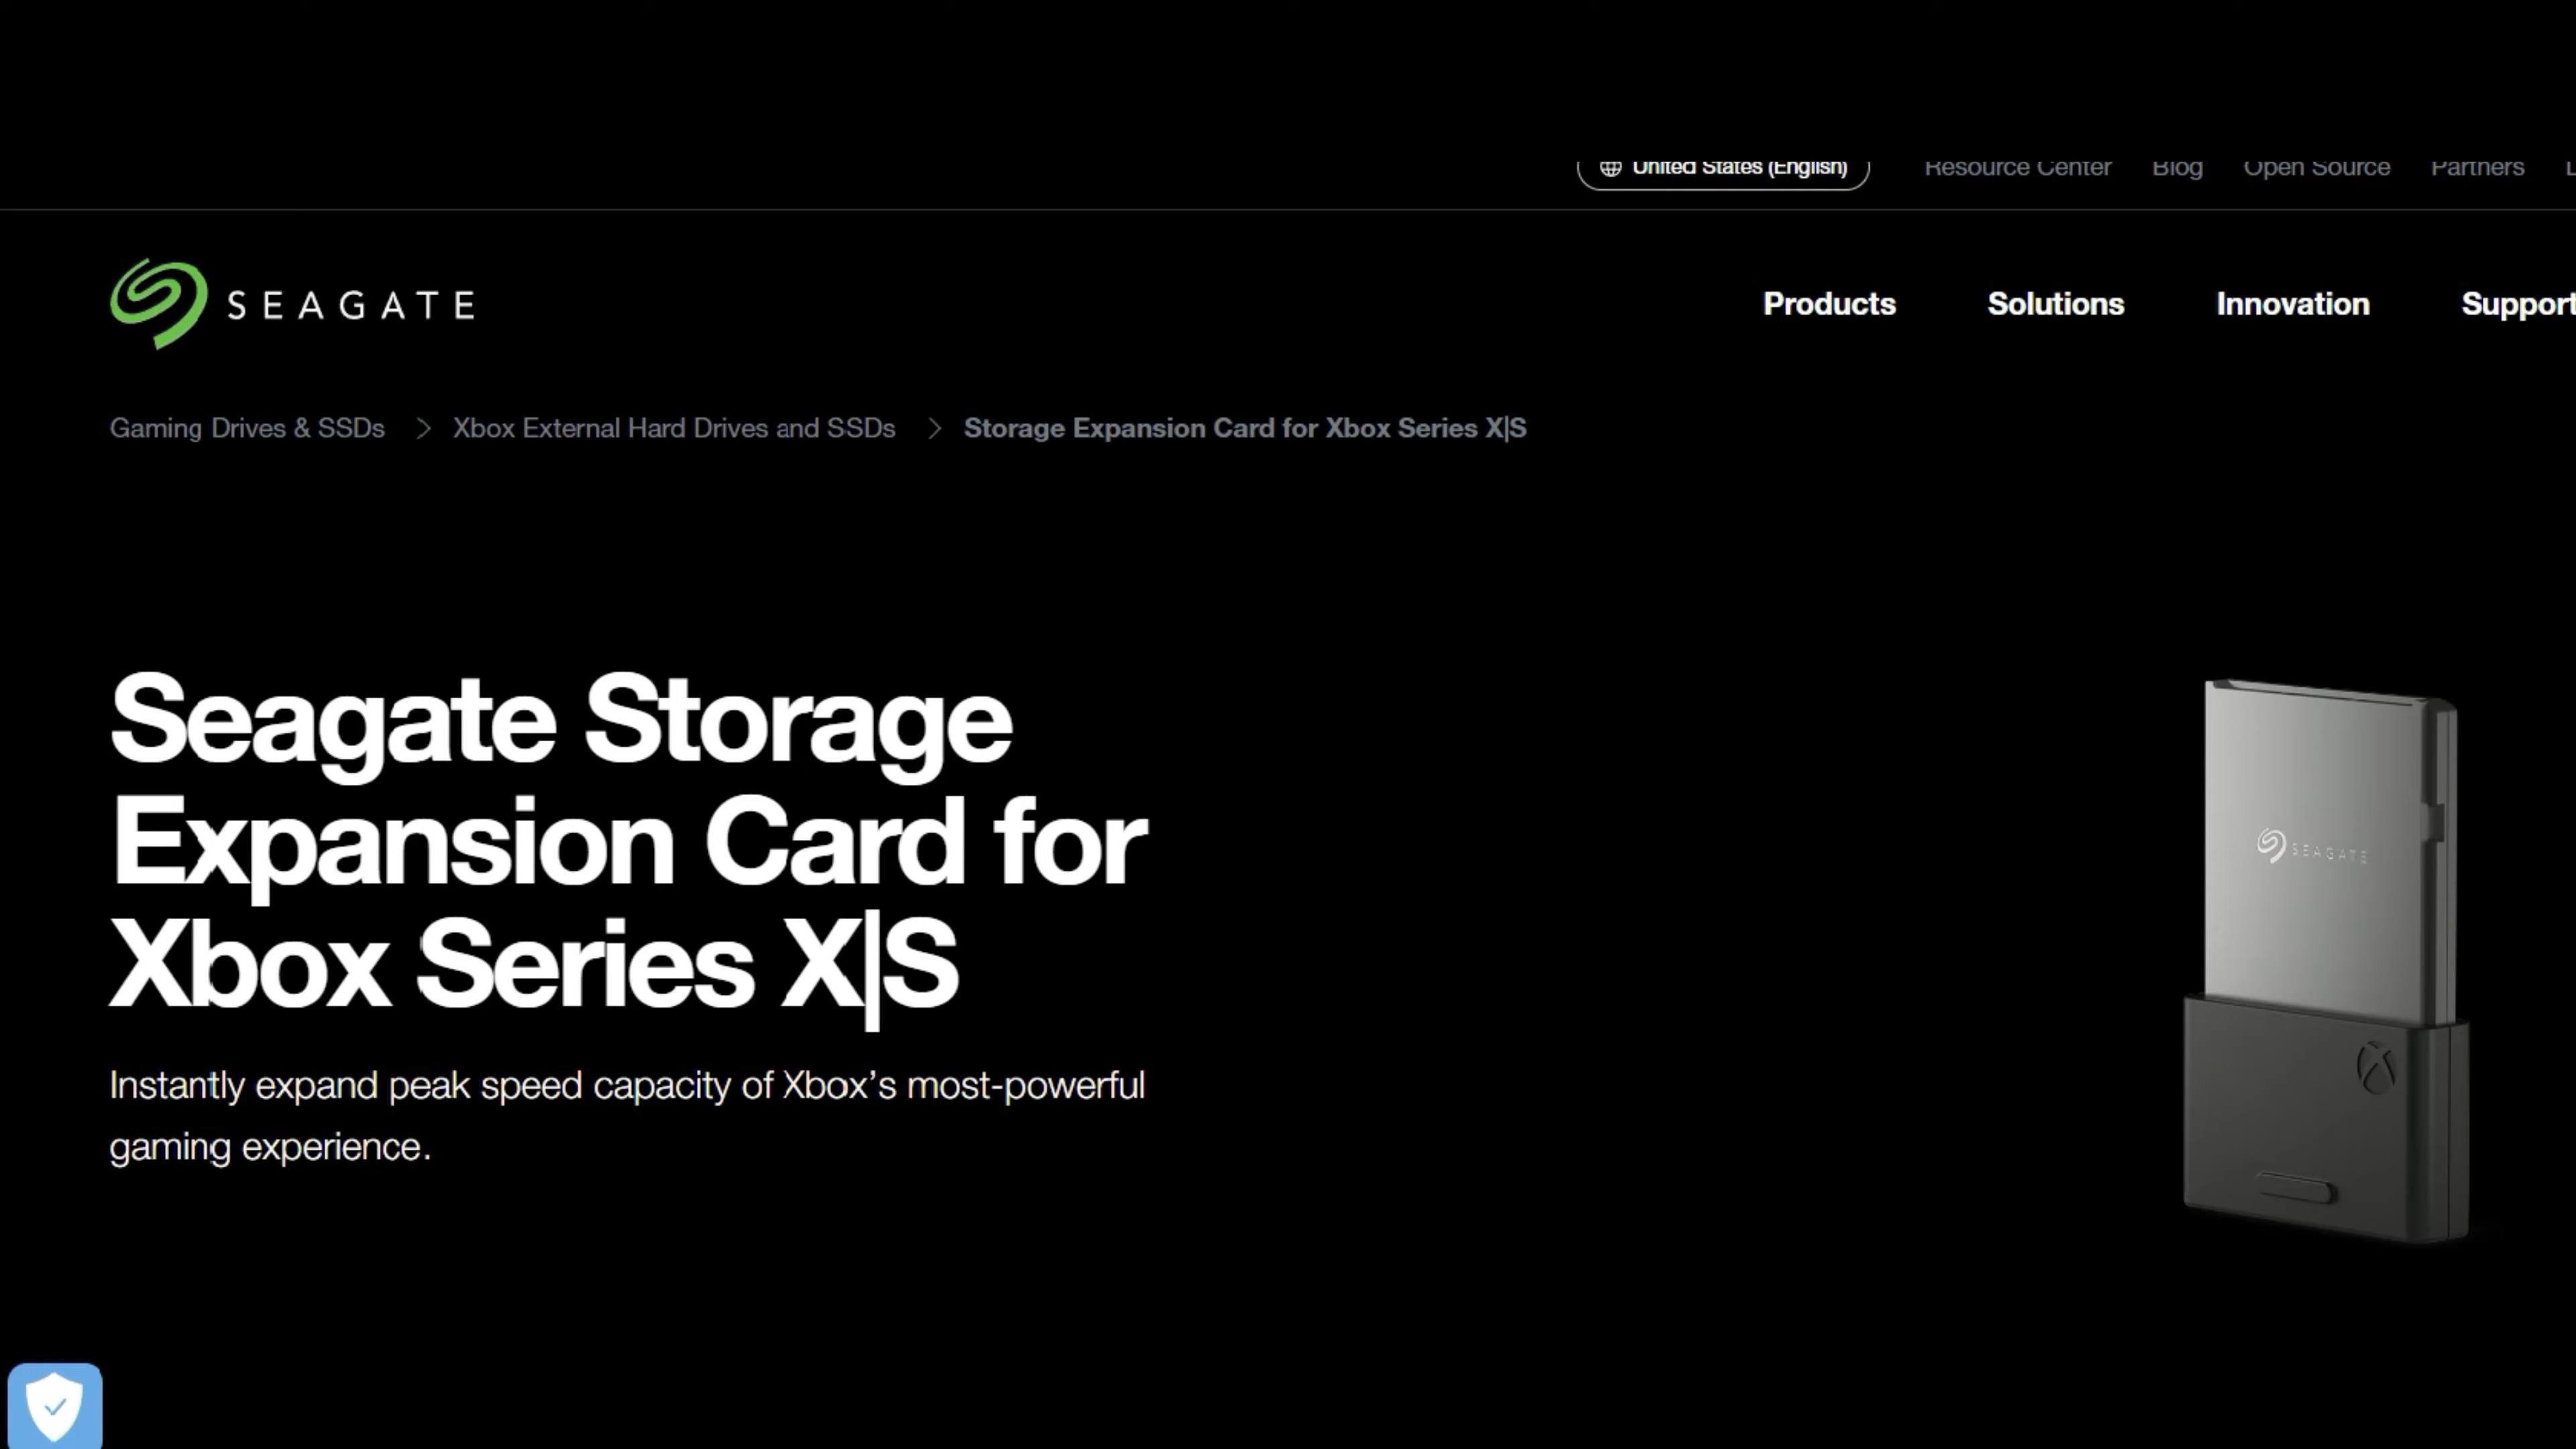 United States (English) Resource Center Blog Open Source Partners
SEAGATE
Products Solutions Innovation Support
Gaming Drives & SSDs > Xbox External Hard Drives and SSDs > Storage Expansion Card for Xbox Series X|S
Seagate Storage
Expansion Card for
Xbox Series X|S
Instantly expand peak speed capacity of Xbox’s most-powerful
gaming experience.
SEAGATE